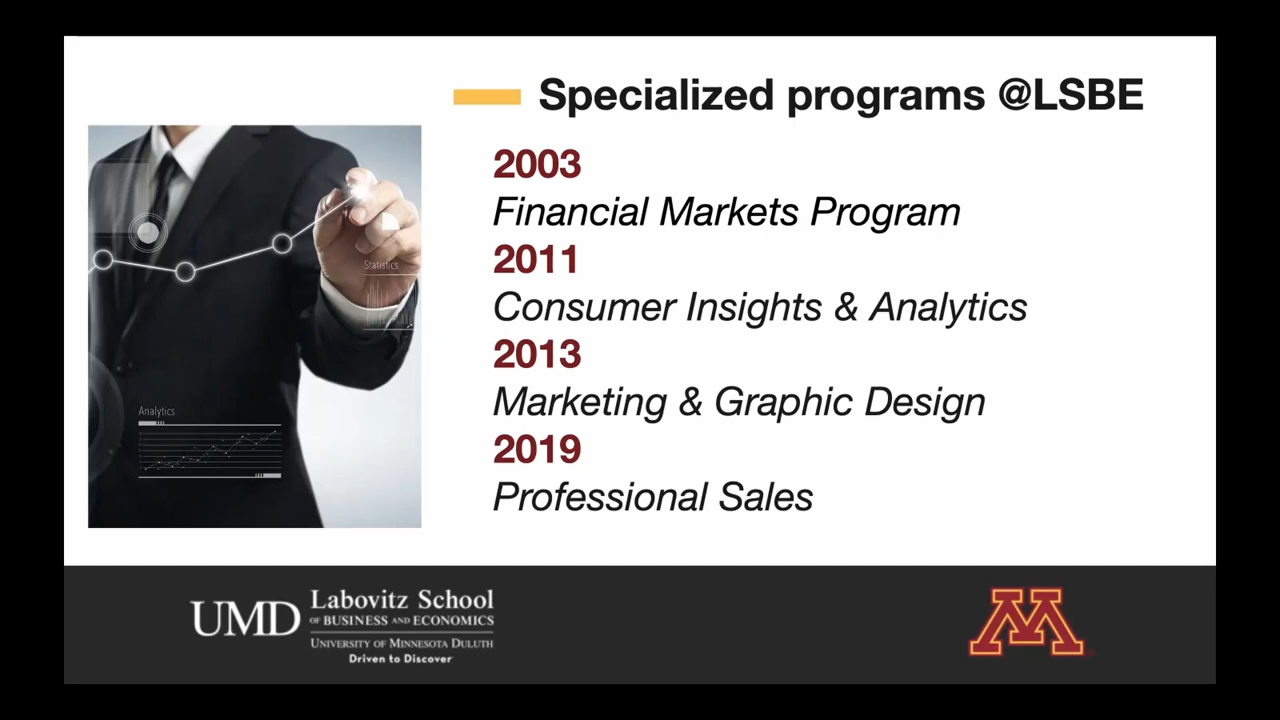 Specialized programs @LSBE
2003
Financial Markets Program
2011
Consumer Insights & Analytics
2013
Marketing & Graphic Design
2019
Professional Sales
Statistics
Analytics
UMD
Labovitz School
OF BUSINESS AND ECONOMICS
UNIVERSITY OF MINNESOTA DULUTH
Driven to Discover
M